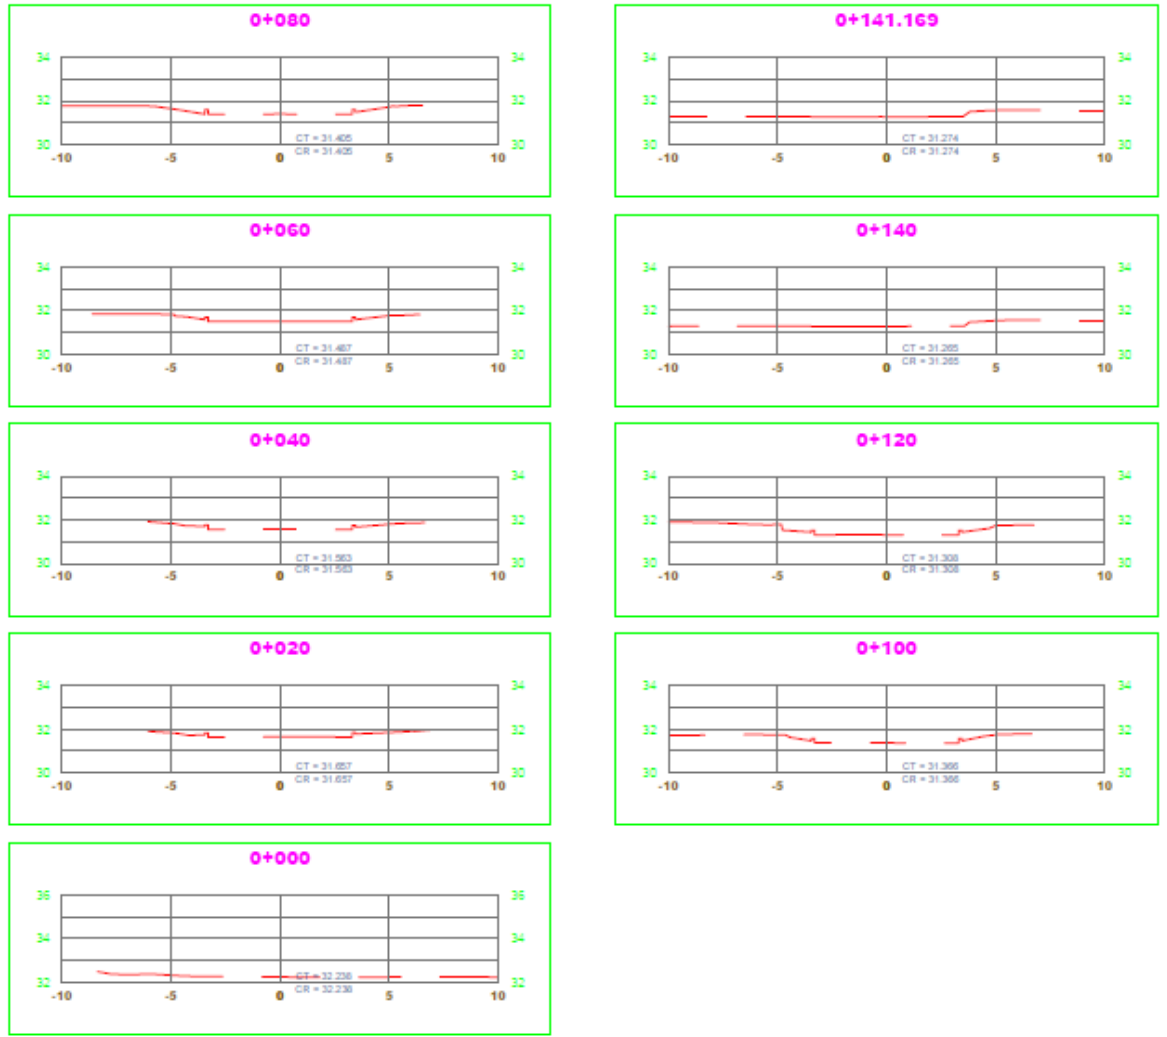 0+080
34 34
32 32
30 30
CT = 31.405
CR = 31.405
-10 -5 0 5 10
0+141.169
34 34
32 32
30 30
CT = 31.274
CR = 31.274
-10 -5 0 5 10
0+060
34 34
32 32
30 30
CT = 31.487
CR = 31.487
-10 -5 0 5 10
0+140
34 34
32 32
30 30
CT = 31.265
CR = 31.265
-10 -5 0 5 10
0+040
34 34
32 32
30 30
CT = 31.563
CR = 31.563
-10 -5 0 5 10
0+120
34 34
32 32
30 30
CT = 31.308
CR = 31.308
-10 -5 0 5 10
0+020
34 34
32 32
30 30
CT = 31.657
CR = 31.657
-10 -5 0 5 10
0+100
34 34
32 32
30 30
CT = 31.366
CR = 31.366
-10 -5 0 5 10
0+000
36 36
34 34
32 32
CT = 32.236
CR = 32.236
-10 -5 0 5 10